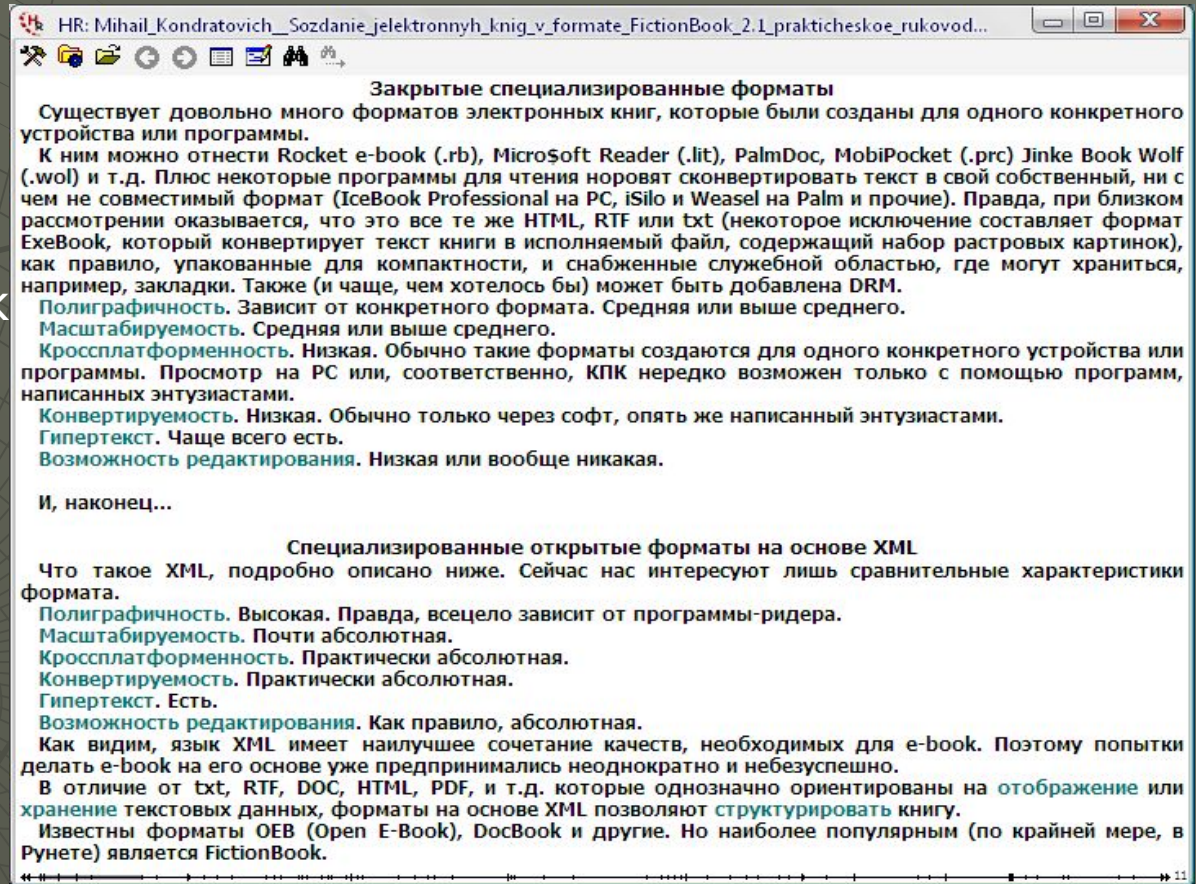 HR: Mihail_Kondratovich__Sozdanie_jelektronnyh_knig_v_formate_FictionBook_2.1_prakticheskoe_rukovod...
Закрытые специализированные форматы
Существует довольно много форматов электронных книг, которые были созданы для одного конкретного
устройства или программы.
К ним можно отнести Rocket e-book (.rb), Micro$oft Reader (.lit), PalmDoc, MobiPocket (.prc) Jinke Book Wolf
(.wol) и т.д. Плюс некоторые программы для чтения норовят сконвертировать текст в свой собственный, ни с
чем не совместимый формат (IceBook Professional на PC, iSilo и Weasel на Palm и прочие). Правда, при близком
рассмотрении оказывается, что это все те же HTML, RTF или txt (некоторое исключение составляет формат
ExeBook, который конвертирует текст книги в исполняемый файл, содержащий набор растровых картинок),
как правило, упакованные для компактности, и снабженные служебной областью, где могут храниться,
например, закладки. Также (и чаще, чем хотелось бы) может быть добавлена DRM.
Полиграфичность. Зависит от конкретного формата. Средняя или выше среднего.
Масштабируемость. Средняя или выше среднего.
Кроссплатформенность. Низкая. Обычно такие форматы создаются для одного конкретного устройства или
программы. Просмотр на PC или, соответственно, КПК нередко возможен только с помощью программ,
написанных энтузиастами.
Конвертируемость. Низкая. Обычно только через софт, опять же написанный энтузиастами.
Гипертекст. Чаще всего есть.
Возможность редактирования. Низкая или вообще никакая.
И, наконец...
Специализированные открытые форматы на основе XML
Что такое XML, подробно описано ниже. Сейчас нас интересуют лишь сравнительные характеристики
формата.
Полиграфичность. Высокая. Правда, всецело зависит от программы-ридера.
Масштабируемость. Почти абсолютная.
Кроссплатформенность. Практически абсолютная.
Конвертируемость. Практически абсолютная.
Гипертекст. Есть.
Возможность редактирования. Как правило, абсолютная.
Как видим, язык XML имеет наилучшее сочетание качеств, необходимых для e-book. Поэтому попытки
делать e-book на его основе уже предпринимались неоднократно и небезуспешно.
В отличие от txt, RTF, DOC, HTML, PDF, и т.д. которые однозначно ориентированы на отображение или
хранение текстовых данных, форматы на основе XML позволяют структурировать книгу.
Известны форматы OEB (Open E-Book), DocBook и другие. Но наиболее популярным (по крайней мере, в
Рунете) является FictionBook.
11